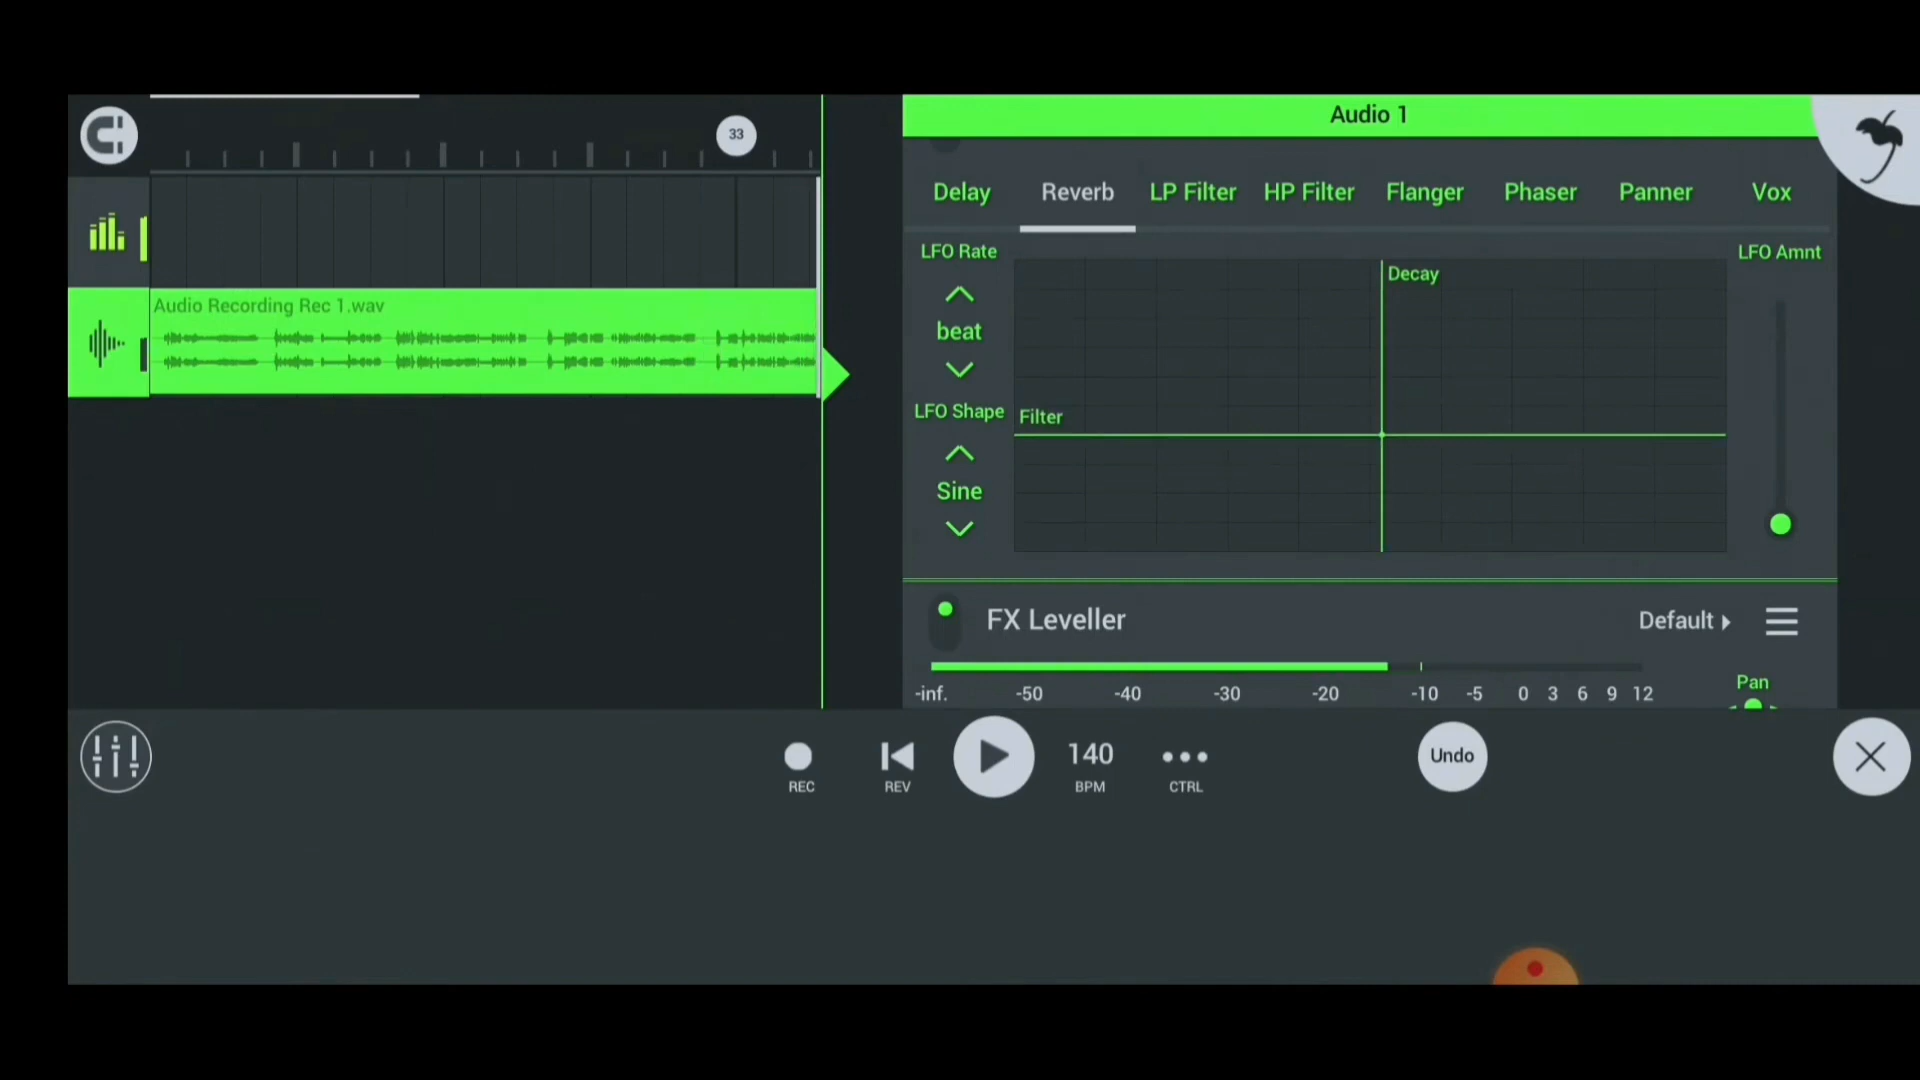 Audio 1
33
Delay Reverb LP Filter HP Filter Flanger Phaser Panner Vox
LFO Rate
LFO Amnt
Decay
Audio Recording Rec 1.wav
beat
LFO Shape
Filter
Sine
FX Leveller
Default
-inf. -50 -40 -30 -20 -10 -5 0 3 6 9 12
Pan
140
Undo
REC REV BPM CTRL